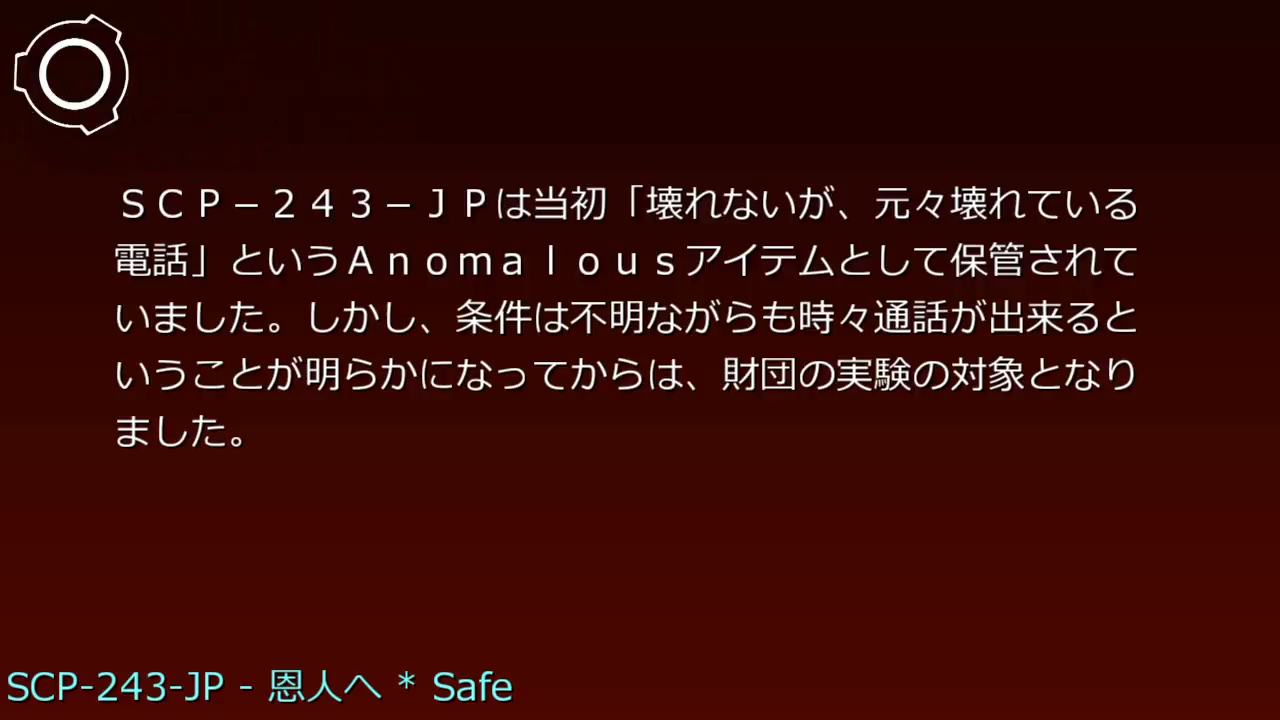 ＳＣＰ－２４３－ＪＰは当初「壊れないが、元々壊れている
電話」というＡｎｏｍａｌｏｕｓアイテムとして保管されて
いました。しかし、条件は不明ながらも時々通話が出来ると
いうことが明らかになってからは、財団の実験の対象となり
ました。
SCP-243-JP - 恩人へ * Safe